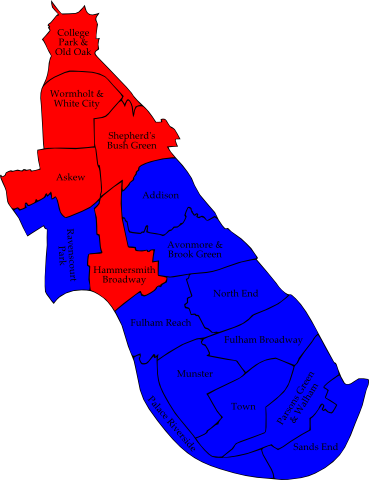 College
Park &
Old Oak
Wormholt &
White City
Shepherd's
Bush Green
Askew
Addison
Ravenscourt
Park
Avonmore &
Brook Green
Hammersmith
Broadway
North End
Fulham Reach
Fulham Broadway
Munster
Town
Parsons Green
& Walham
Palace Riverside
Sands End